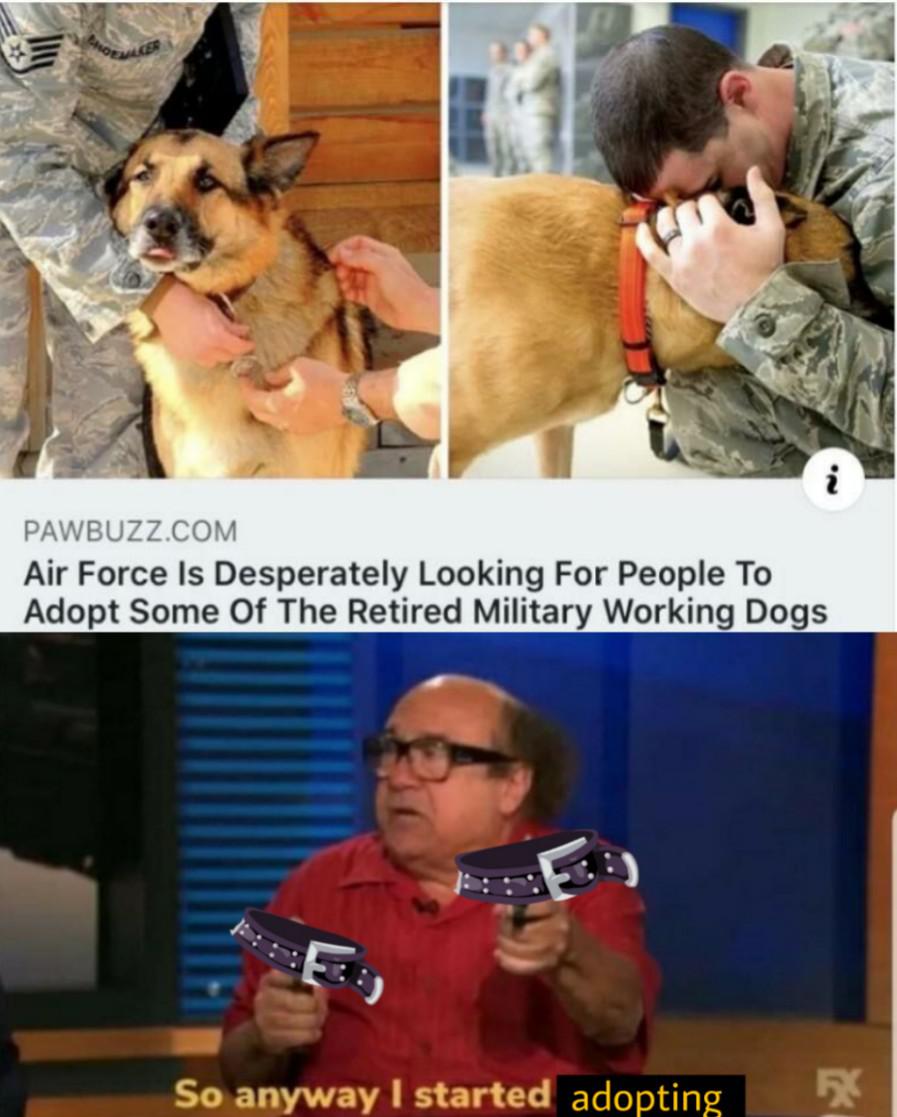 SHOEMAKER
i
PAWBUZZ.COM
Air Force Is Desperately Looking For People To
Adopt Some Of The Retired Military Working Dogs
So anyway I started adopting
FX